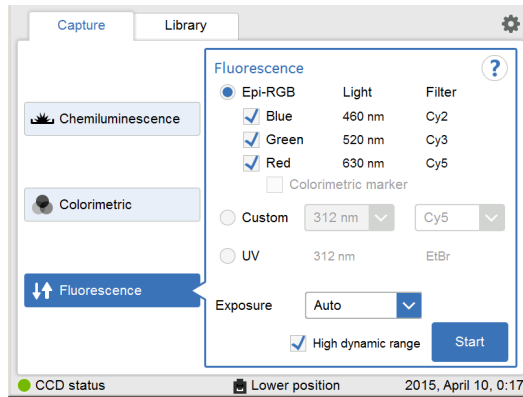 Capture Library
Fluorescence ?
Epi-RGB Light Filter
Blue 460 nm Cy2
Chemiluminescence
Green 520 nm Cy3
Red 630 nm Cy5
Colorimetric marker
Colorimetric
Custom 312 nm Cy5
UV 312 nm EtBr
Fluorescence
Exposure Auto
High dynamic range Start
CCD status Lower position 2015, April 10, 0:17